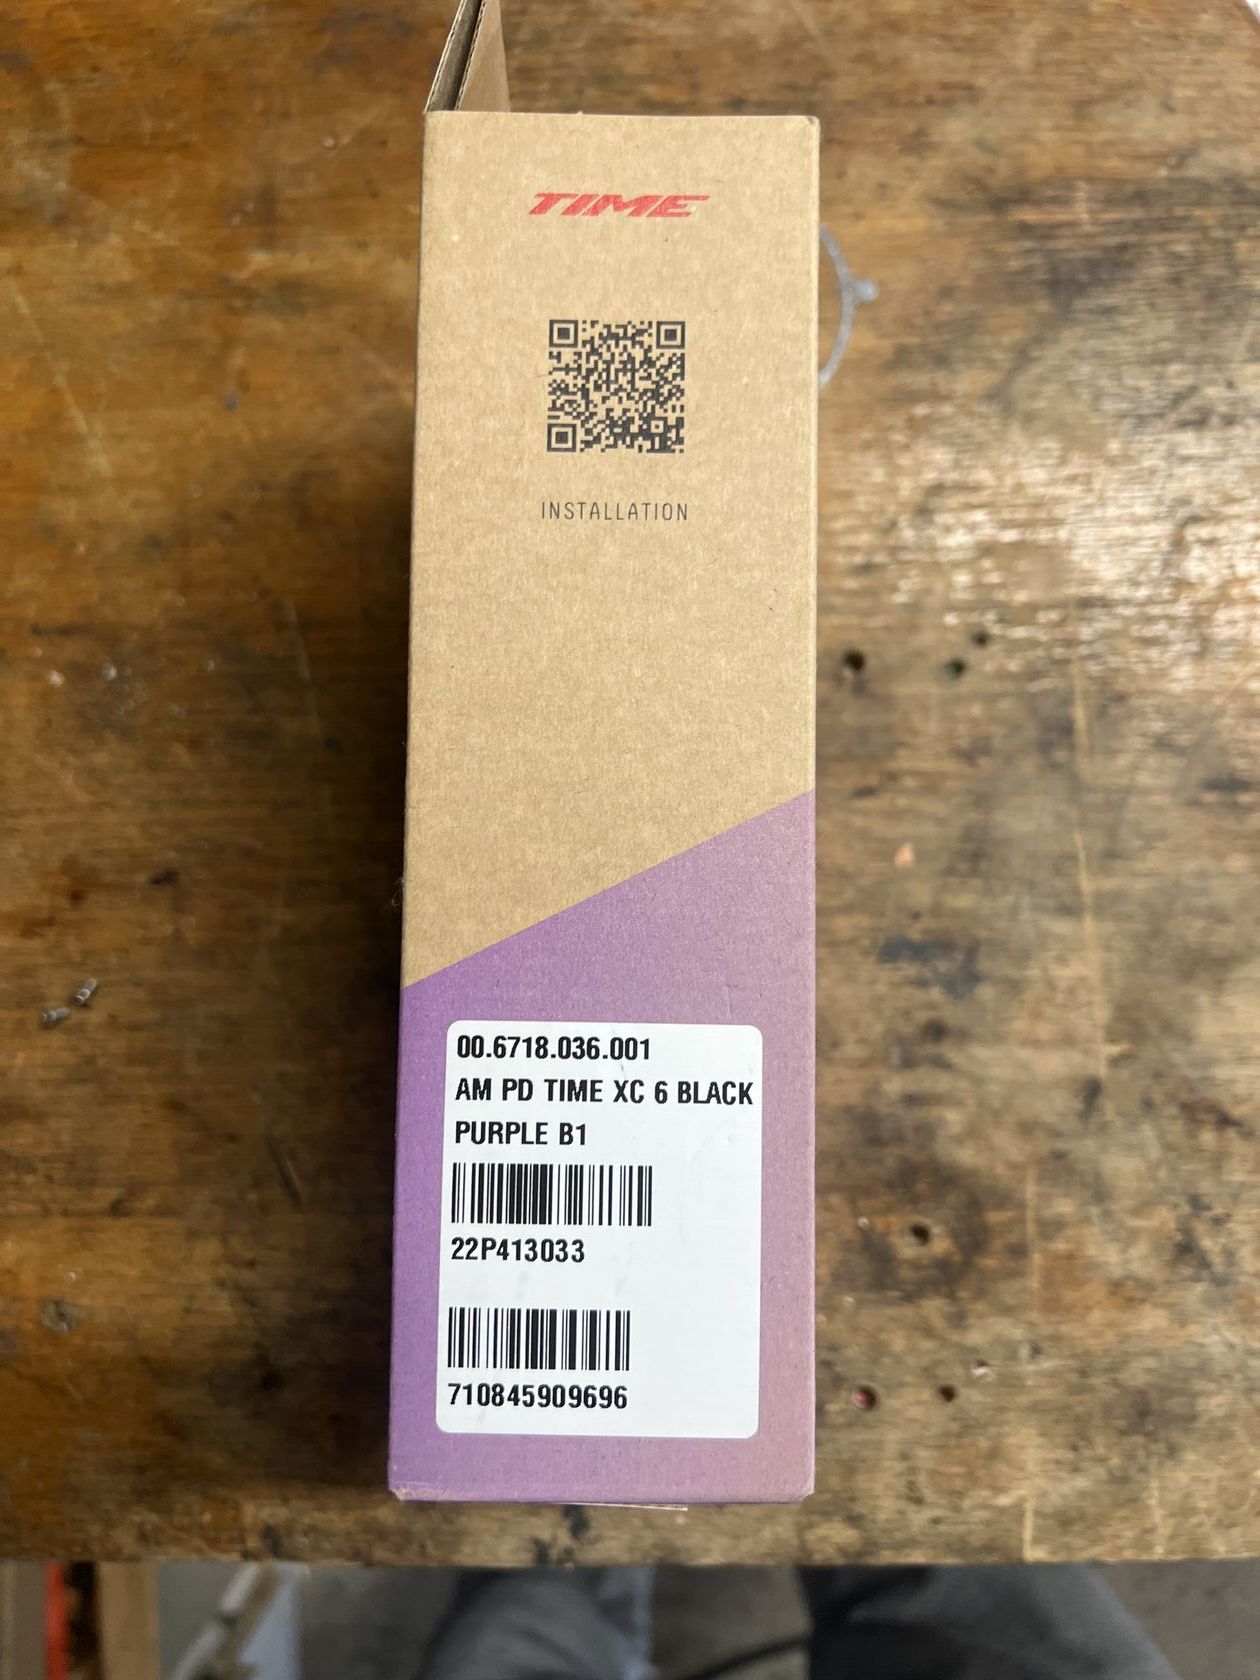 TIME
INSTALLATION
00.6718.036.001
AM PD TIME XC 6 BLACK
PURPLE B1
22P413033
710845909696